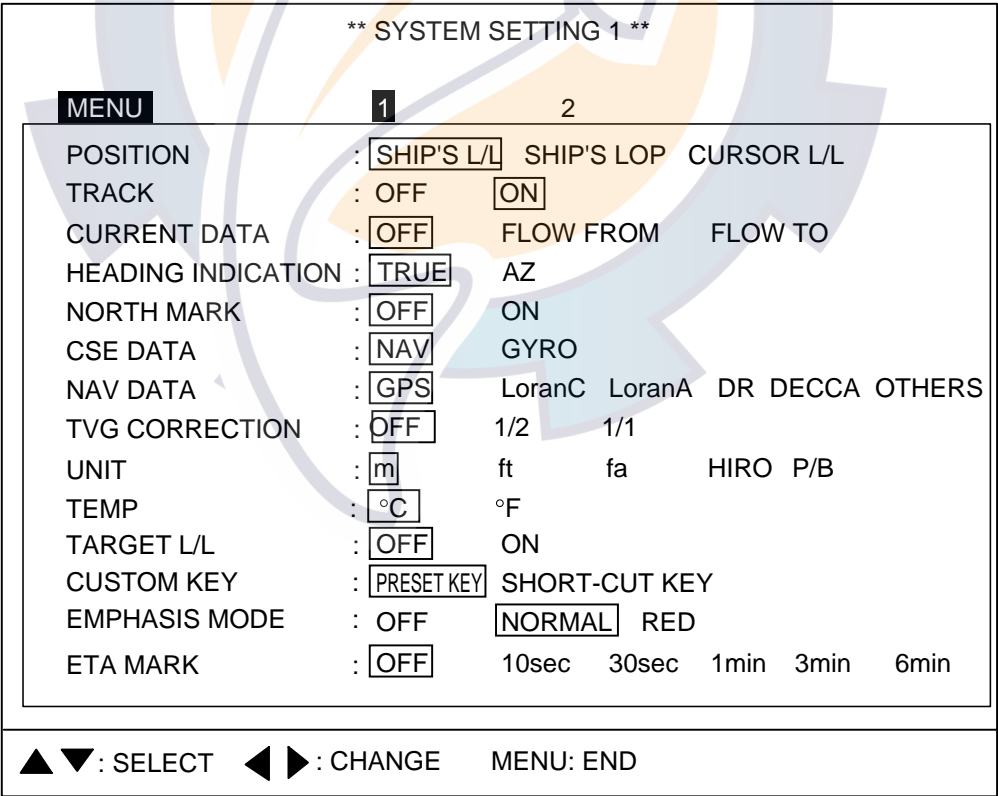 ** SYSTEM SETTING 1 **
MENU 1 2
POSITION : SHIP'S L/L SHIP'S LOP CURSOR L/L
TRACK : OFF ON
CURRENT DATA : OFF FLOW FROM FLOW TO
HEADING INDICATION : TRUE AZ
NORTH MARK : OFF ON
CSE DATA : NAV GYRO
NAV DATA : GPS LoranC LoranA DR DECCA OTHERS
TVG CORRECTION : OFF 1/2 1/1
UNIT : m ft fa HIRO P/B
TEMP : °C °F
TARGET L/L : OFF ON
CUSTOM KEY : PRESET KEY SHORT-CUT KEY
EMPHASIS MODE : OFF NORMAL RED
ETA MARK : OFF 10sec 30sec 1min 3min 6min
▲ ▼ : SELECT ◀ ▶ : CHANGE MENU: END